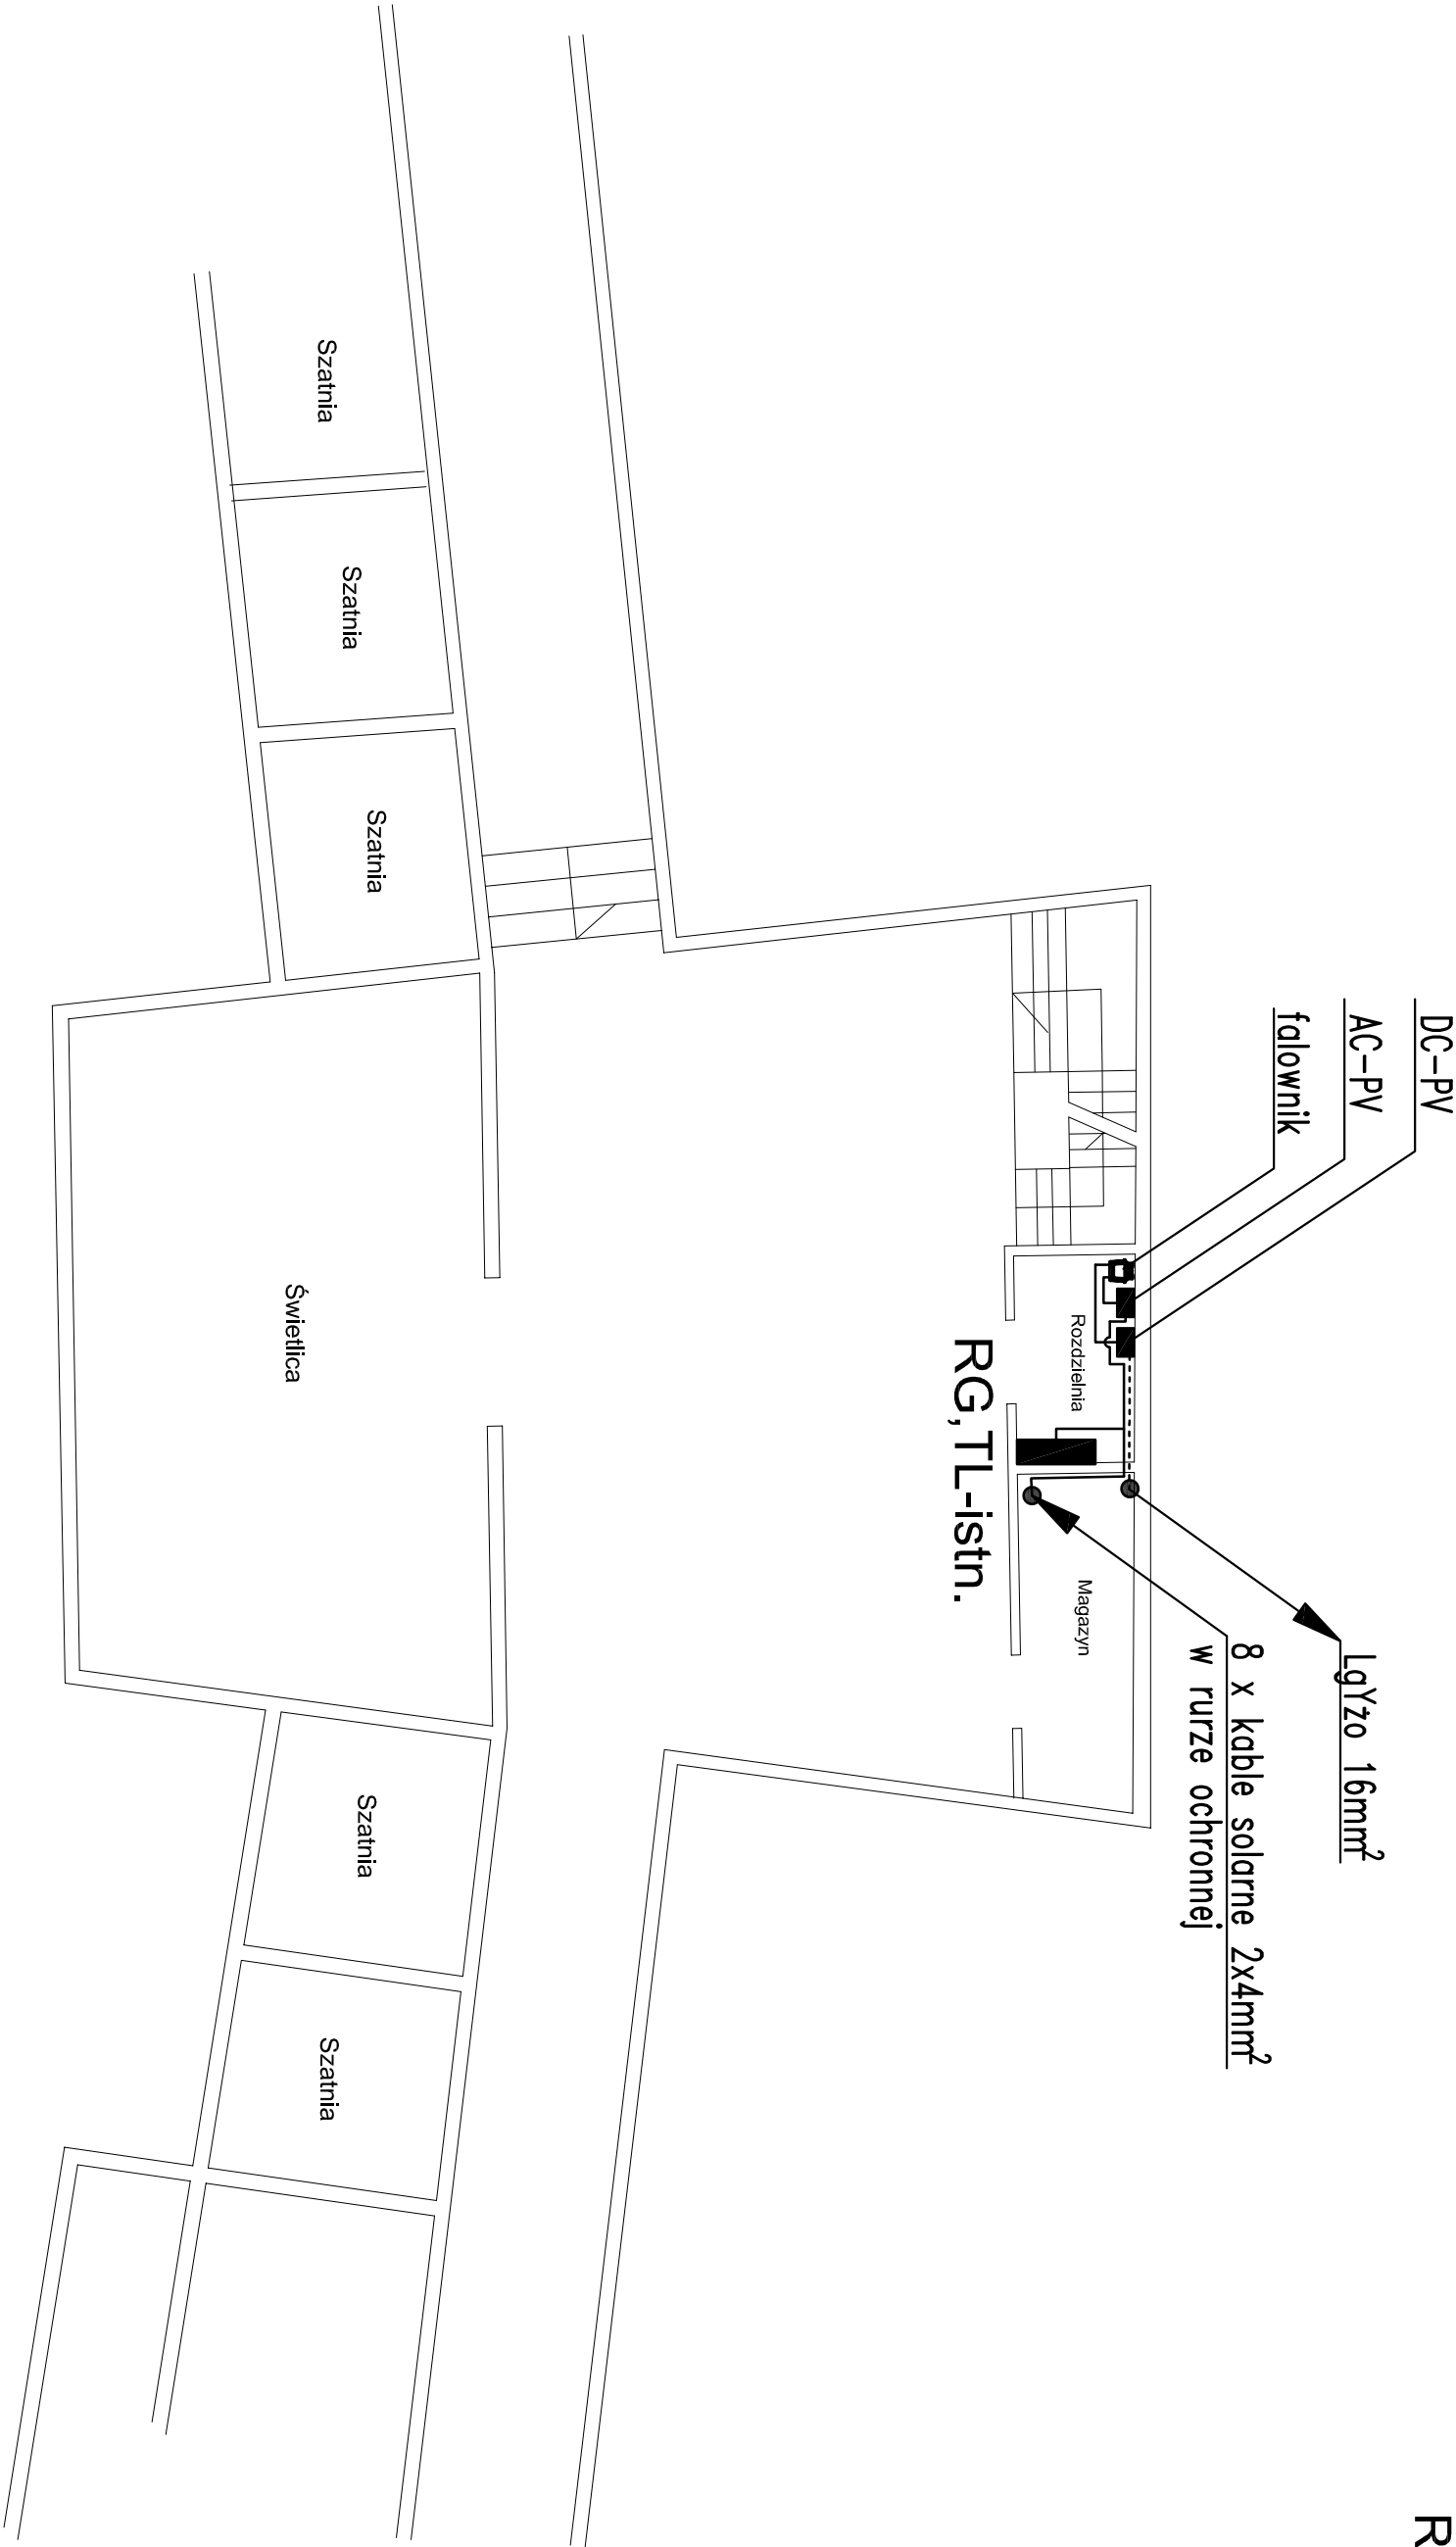 R
DC-PV
AC-PV
falownik
LgYżo 16mm²
8 x kable solarne 2x4mm²
w rurze ochronnej
Rozdzielnia
Magazyn
RG,TL-istn.
Szatnia
Szatnia
Szatnia
Świetlica
Szatnia
Szatnia